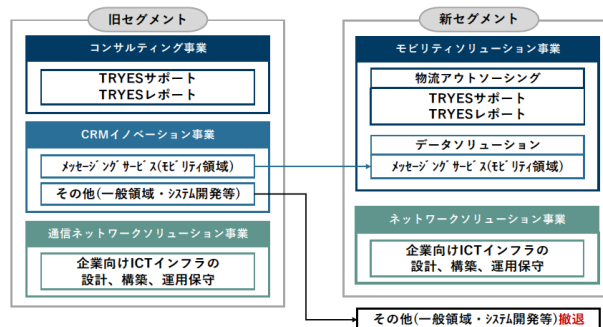 旧セグメント
コンサルティング事業
TRYESサポート
TRYESレポート
CRMイノベーション事業
ﾒｯｾｰｼﾞﾝｸﾞｻｰﾋﾞｽ(ﾓﾋﾞﾘﾃｨ領域)
その他(一般領域・ｼｽﾃﾑ開発等)
通信ネットワークソリューション事業
企業向けICTインフラの
設計、構築、運用保守
新セグメント
モビリティソリューション事業
物流アウトソーシング
TRYESサポート
TRYESレポート
データソリューション
ﾒｯｾｰｼﾞﾝｸﾞｻｰﾋﾞｽ(ﾓﾋﾞﾘﾃｨ領域)
ネットワークソリューション事業
企業向けICTインフラの
設計、構築、運用保守
その他(一般領域・ｼｽﾃﾑ開発等)撤退